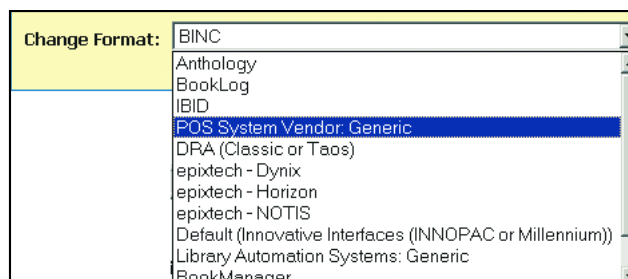 Change Format: BINC
Anthology
BookLog
IBID
POS System Vendor: Generic
DRA (Classic or Taos)
epixtech - Dynix
epixtech - Horizon
epixtech - NOTIS
Default (Innovative Interfaces (INNOPAC or Millennium))
Library Automation Systems: Generic
BookManager